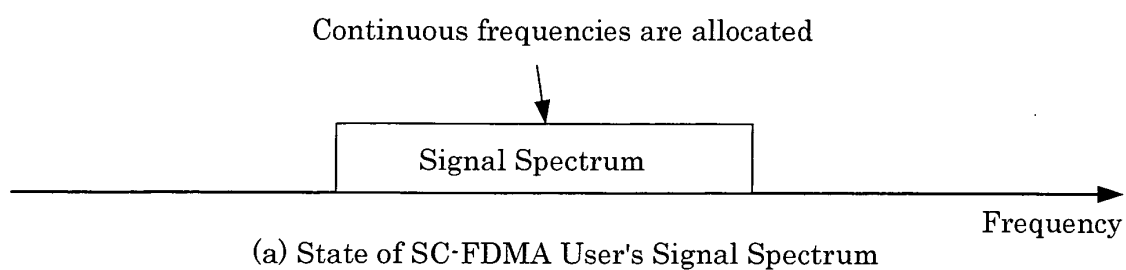 Continuous frequencies are allocated
Signal Spectrum
Frequency
(a) State of SC-FDMA User's Signal Spectrum